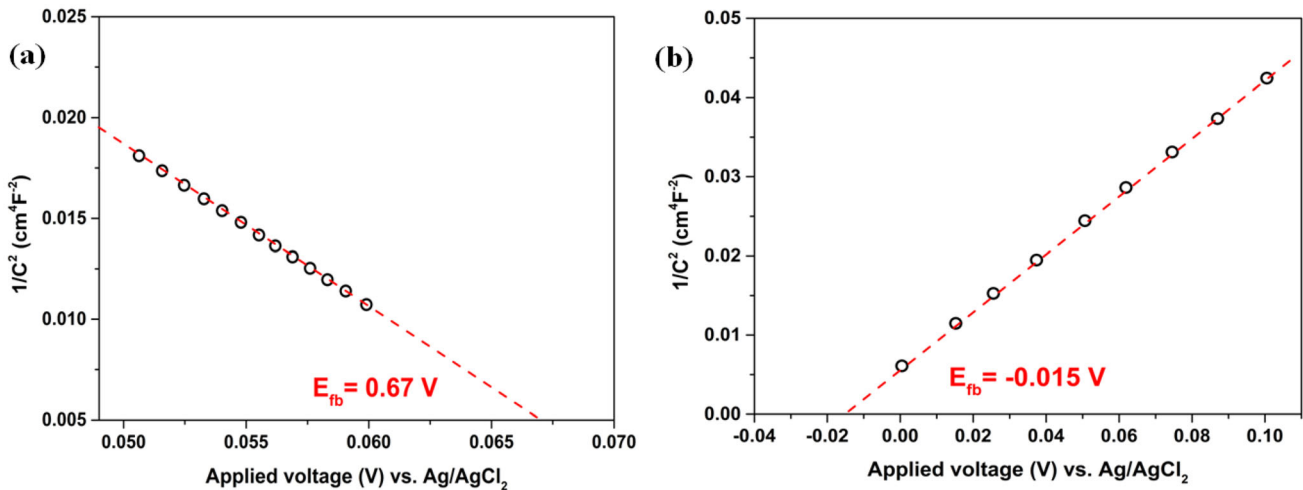 (a)
0.025
0.020
0.015
0.010
0.005
1/C² (cm⁴F⁻²)
E_fb= 0.67 V
0.050 0.055 0.060 0.065 0.070
Applied voltage (V) vs. Ag/AgCl₂
(b)
0.05
0.04
0.03
0.02
0.01
0.00
1/C² (cm⁴F⁻²)
E_fb= -0.015 V
-0.04 -0.02 0.00 0.02 0.04 0.06 0.08 0.10
Applied voltage (V) vs. Ag/AgCl₂